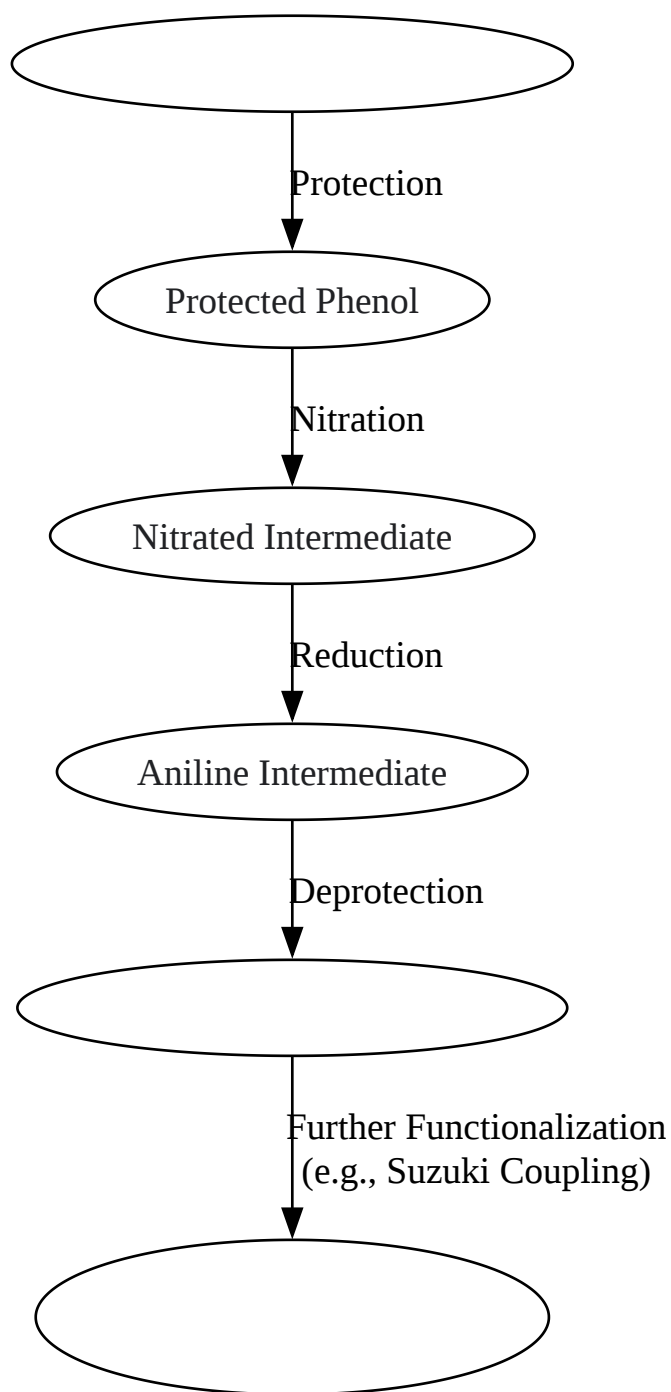 Protection
Protected Phenol
Nitration
Nitrated Intermediate
Reduction
Aniline Intermediate
Deprotection
Further Functionalization
(e.g., Suzuki Coupling)